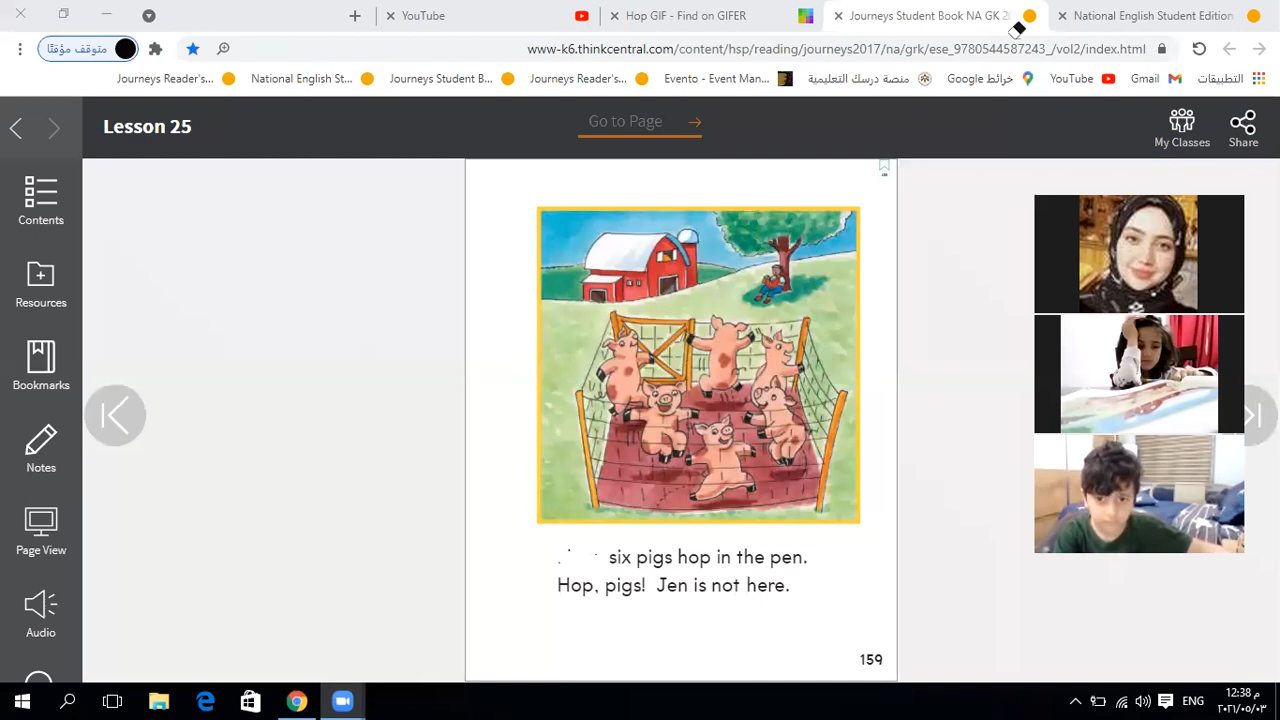 YouTube
Hop GIF - Find on GIFER
Journeys Student Book NA GK 2
National English Student Edition
متوقف مؤقتًا
www-k6.thinkcentral.com/content/hsp/reading/journeys2017/na/grk/ese_9780544587243_/vol2/index.html
Journeys Reader's...
National English St...
Journeys Student B...
Journeys Reader's...
Evento - Event Man...
منصة درسك التعليمية
خرائط Google
YouTube
Gmail
التطبيقات
Lesson 25
Go to Page
My Classes
Share
Contents
Resources
Bookmarks
Notes
Page View
Audio
six pigs hop in the pen.
Hop, pigs! Jen is not here.
159
ENG
12:38 م
٢٠٢١/٠٥/٠٣